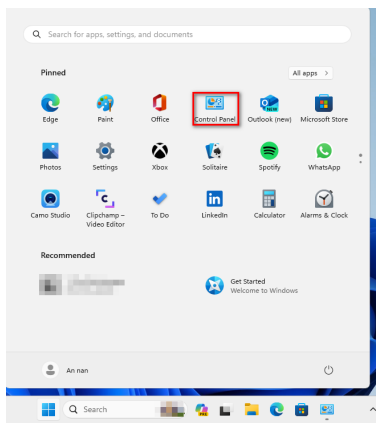 Search for apps, settings, and documents
Pinned
All apps >
Edge
Paint
Office
Control Panel
Outlook (new)
Microsoft Store
Photos
Settings
Xbox
Solitaire
Spotify
WhatsApp
Camo Studio
Clipchamp –
Video Editor
To Do
LinkedIn
Calculator
Alarms & Clock
Recommended
Get Started
Welcome to Windows
An nan
Search